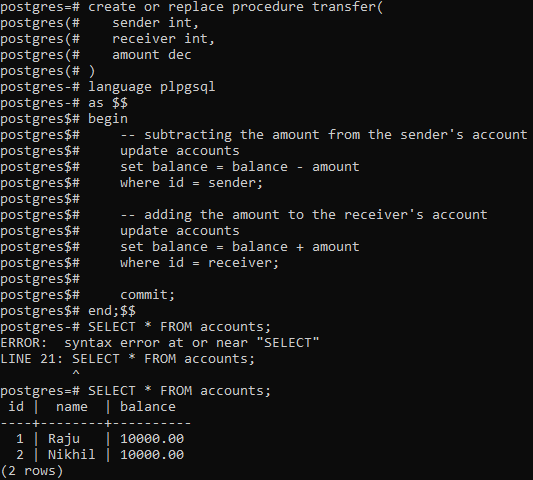 postgres=# create or replace procedure transfer(
postgres(#    sender int,
postgres(#    receiver int,
postgres(#    amount dec
postgres(# )
postgres-# language plpgsql
postgres-# as $$
postgres$# begin
postgres$#     -- subtracting the amount from the sender's account
postgres$#     update accounts
postgres$#     set balance = balance - amount
postgres$#     where id = sender;
postgres$#
postgres$#     -- adding the amount to the receiver's account
postgres$#     update accounts
postgres$#     set balance = balance + amount
postgres$#     where id = receiver;
postgres$#
postgres$#     commit;
postgres$# end;$$
postgres-# SELECT * FROM accounts;
ERROR:  syntax error at or near "SELECT"
LINE 21: SELECT * FROM accounts;
         ^
postgres=# SELECT * FROM accounts;
 id |  name  | balance
----+--------+----------
  1 | Raju   | 10000.00
  2 | Nikhil | 10000.00
(2 rows)